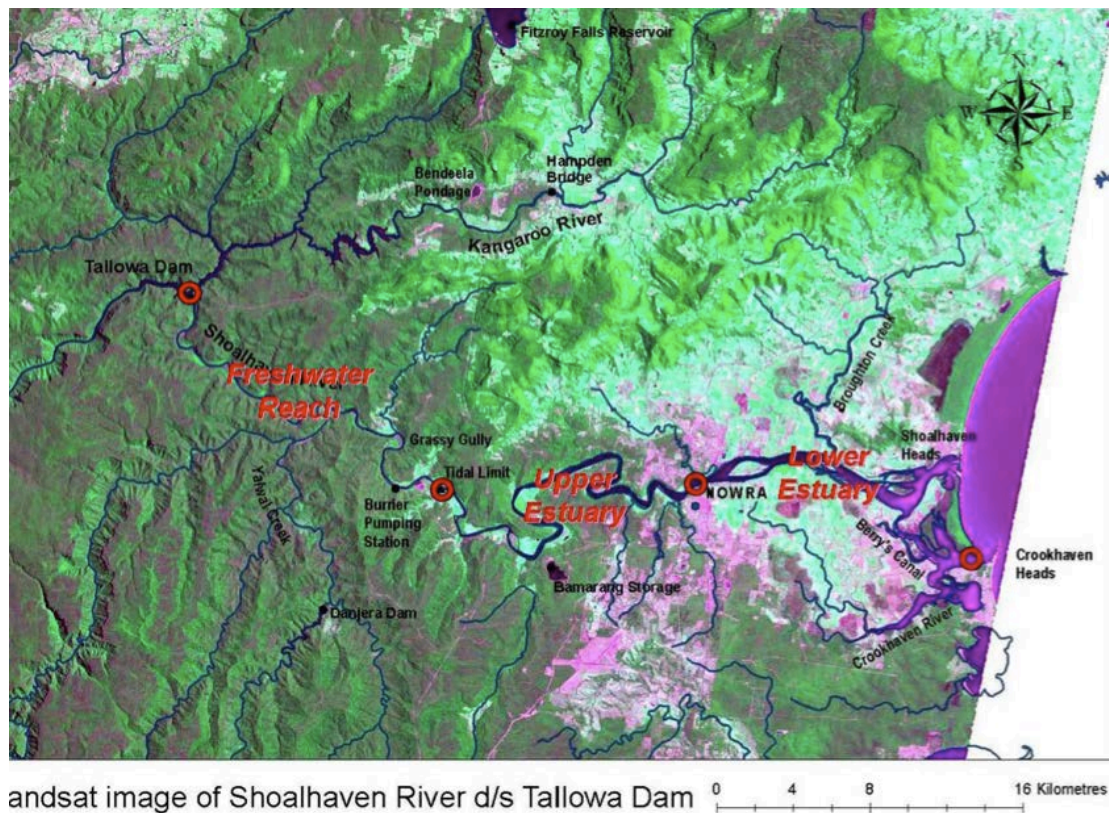 Fitzroy Falls Reservoir
N
W
E
S
Hampden
Bridge
Bendeela
Pondage
Kangaroo River
Tallowa Dam
Broughton Creek
Freshwater
Reach
Grassy Gully
Shoalhaven
Heads
Tidal Limit
Upper
Estuary
Lower
Estuary
NOWRA
Yalwal Creek
Burrier
Pumping
Station
Berry's Canal
Crookhaven
Heads
Bamarang Storage
Danjera Dam
Crookhaven River
andsat image of Shoalhaven River d/s Tallowa Dam
0 4 8 16 Kilometres